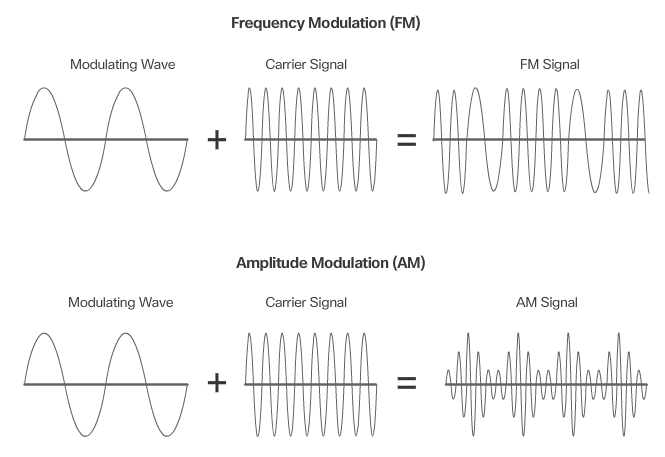 Frequency Modulation (FM)
Modulating Wave
Carrier Signal
FM Signal
+
=
Amplitude Modulation (AM)
Modulating Wave
Carrier Signal
AM Signal
+
=